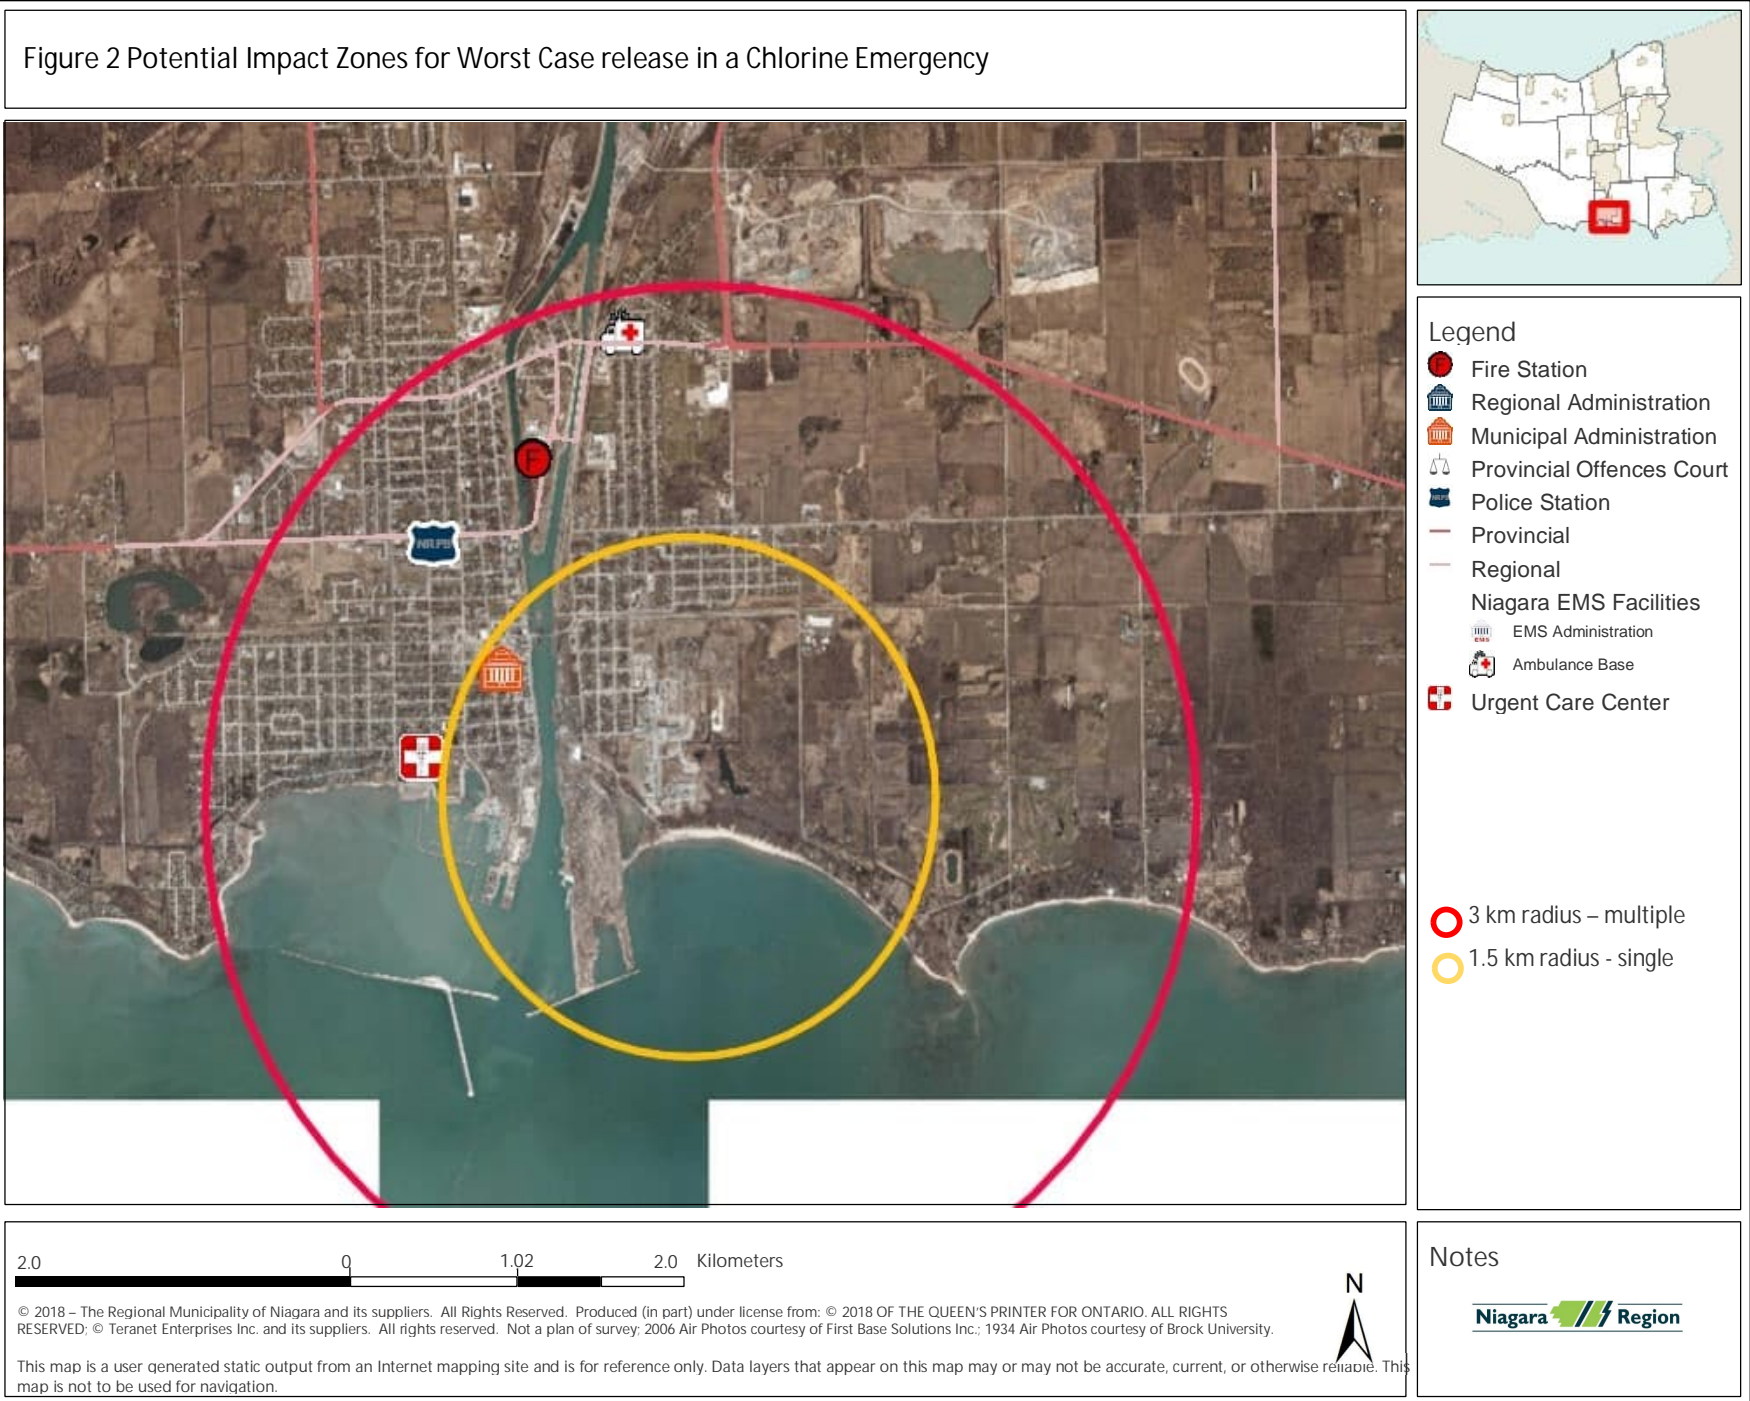 Figure 2 Potential Impact Zones for Worst Case release in a Chlorine Emergency
F
NRPS
Legend
F Fire Station
Regional Administration
Municipal Administration
Provincial Offences Court
NRPS Police Station
Provincial
Regional
Niagara EMS Facilities
EMS EMS Administration
Ambulance Base
Urgent Care Center
3 km radius – multiple
1.5 km radius - single
2.0 0 1.02 2.0 Kilometers
N
© 2018 – The Regional Municipality of Niagara and its suppliers. All Rights Reserved. Produced (in part) under license from: © 2018 OF THE QUEEN'S PRINTER FOR ONTARIO. ALL RIGHTS
RESERVED; © Teranet Enterprises Inc. and its suppliers. All rights reserved. Not a plan of survey; 2006 Air Photos courtesy of First Base Solutions Inc.; 1934 Air Photos courtesy of Brock University.
This map is a user generated static output from an Internet mapping site and is for reference only. Data layers that appear on this map may or may not be accurate, current, or otherwise reliable. This
map is not to be used for navigation.
Notes
Niagara Region